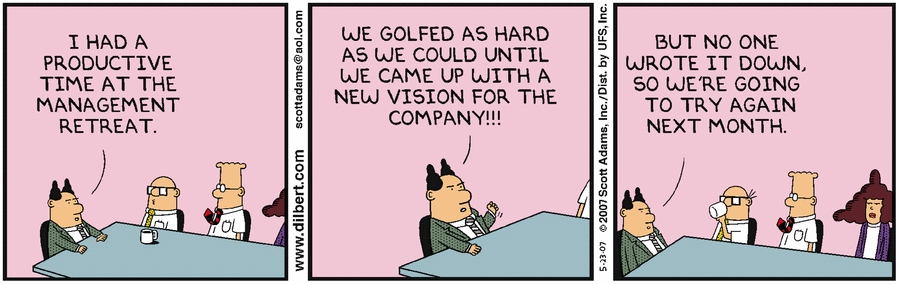 I HAD A
PRODUCTIVE
TIME AT THE
MANAGEMENT
RETREAT.
www.dilbert.com
scottadams@aol.com
WE GOLFED AS HARD
AS WE COULD UNTIL
WE CAME UP WITH A
NEW VISION FOR THE
COMPANY!!!
5-23-07 © 2007 Scott Adams, Inc./Dist. by UFS, Inc.
BUT NO ONE
WROTE IT DOWN,
SO WE'RE GOING
TO TRY AGAIN
NEXT MONTH.